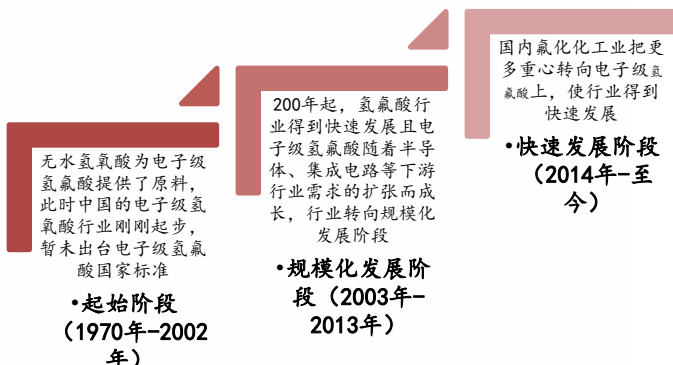 无水氢氧酸为电子级
氢氟酸提供了原料，
此时中国的电子级氢
氧酸行业刚刚起步，
暂未出台电子级氢氟
酸国家标准
•起始阶段
（1970年-2002
年）
200年起，氢氟酸行
业得到快速发展且电
子级氢氟酸随着半导
体、集成电路等下游
行业需求的扩张而成
长，行业转向规模化
发展阶段
•规模化发展阶
段（2003年-
2013年）
国内氟化化工业把更
多重心转向电子级氢
氟酸上，使行业得到
快速发展
•快速发展阶段
（2014年-至
今）